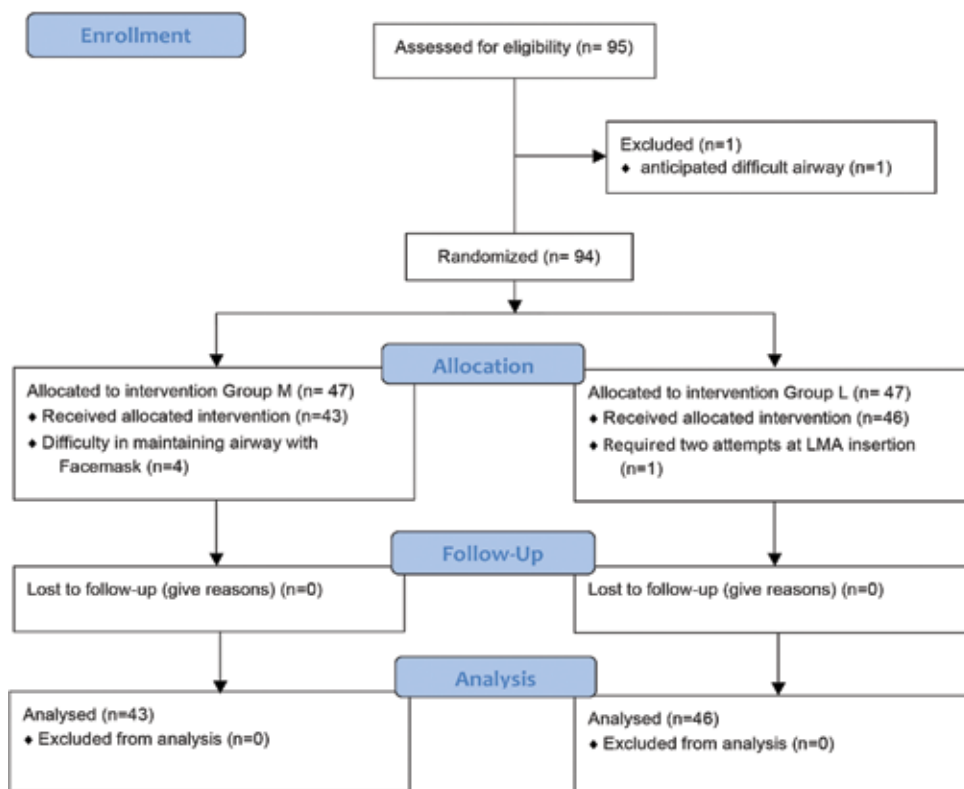 Enrollment
Assessed for eligibility (n= 95)
Excluded (n=1)
♦ anticipated difficult airway (n=1)
Randomized (n= 94)
Allocation
Allocated to intervention Group M (n= 47)
♦ Received allocated intervention (n=43)
♦ Difficulty in maintaining airway with
Facemask (n=4)
Allocated to intervention Group L (n= 47)
♦ Received allocated intervention (n=46)
♦ Required two attempts at LMA insertion
(n=1)
Follow-Up
Lost to follow-up (give reasons) (n=0)
Lost to follow-up (give reasons) (n=0)
Analysis
Analysed (n=43)
♦ Excluded from analysis (n=0)
Analysed (n=46)
♦ Excluded from analysis (n=0)